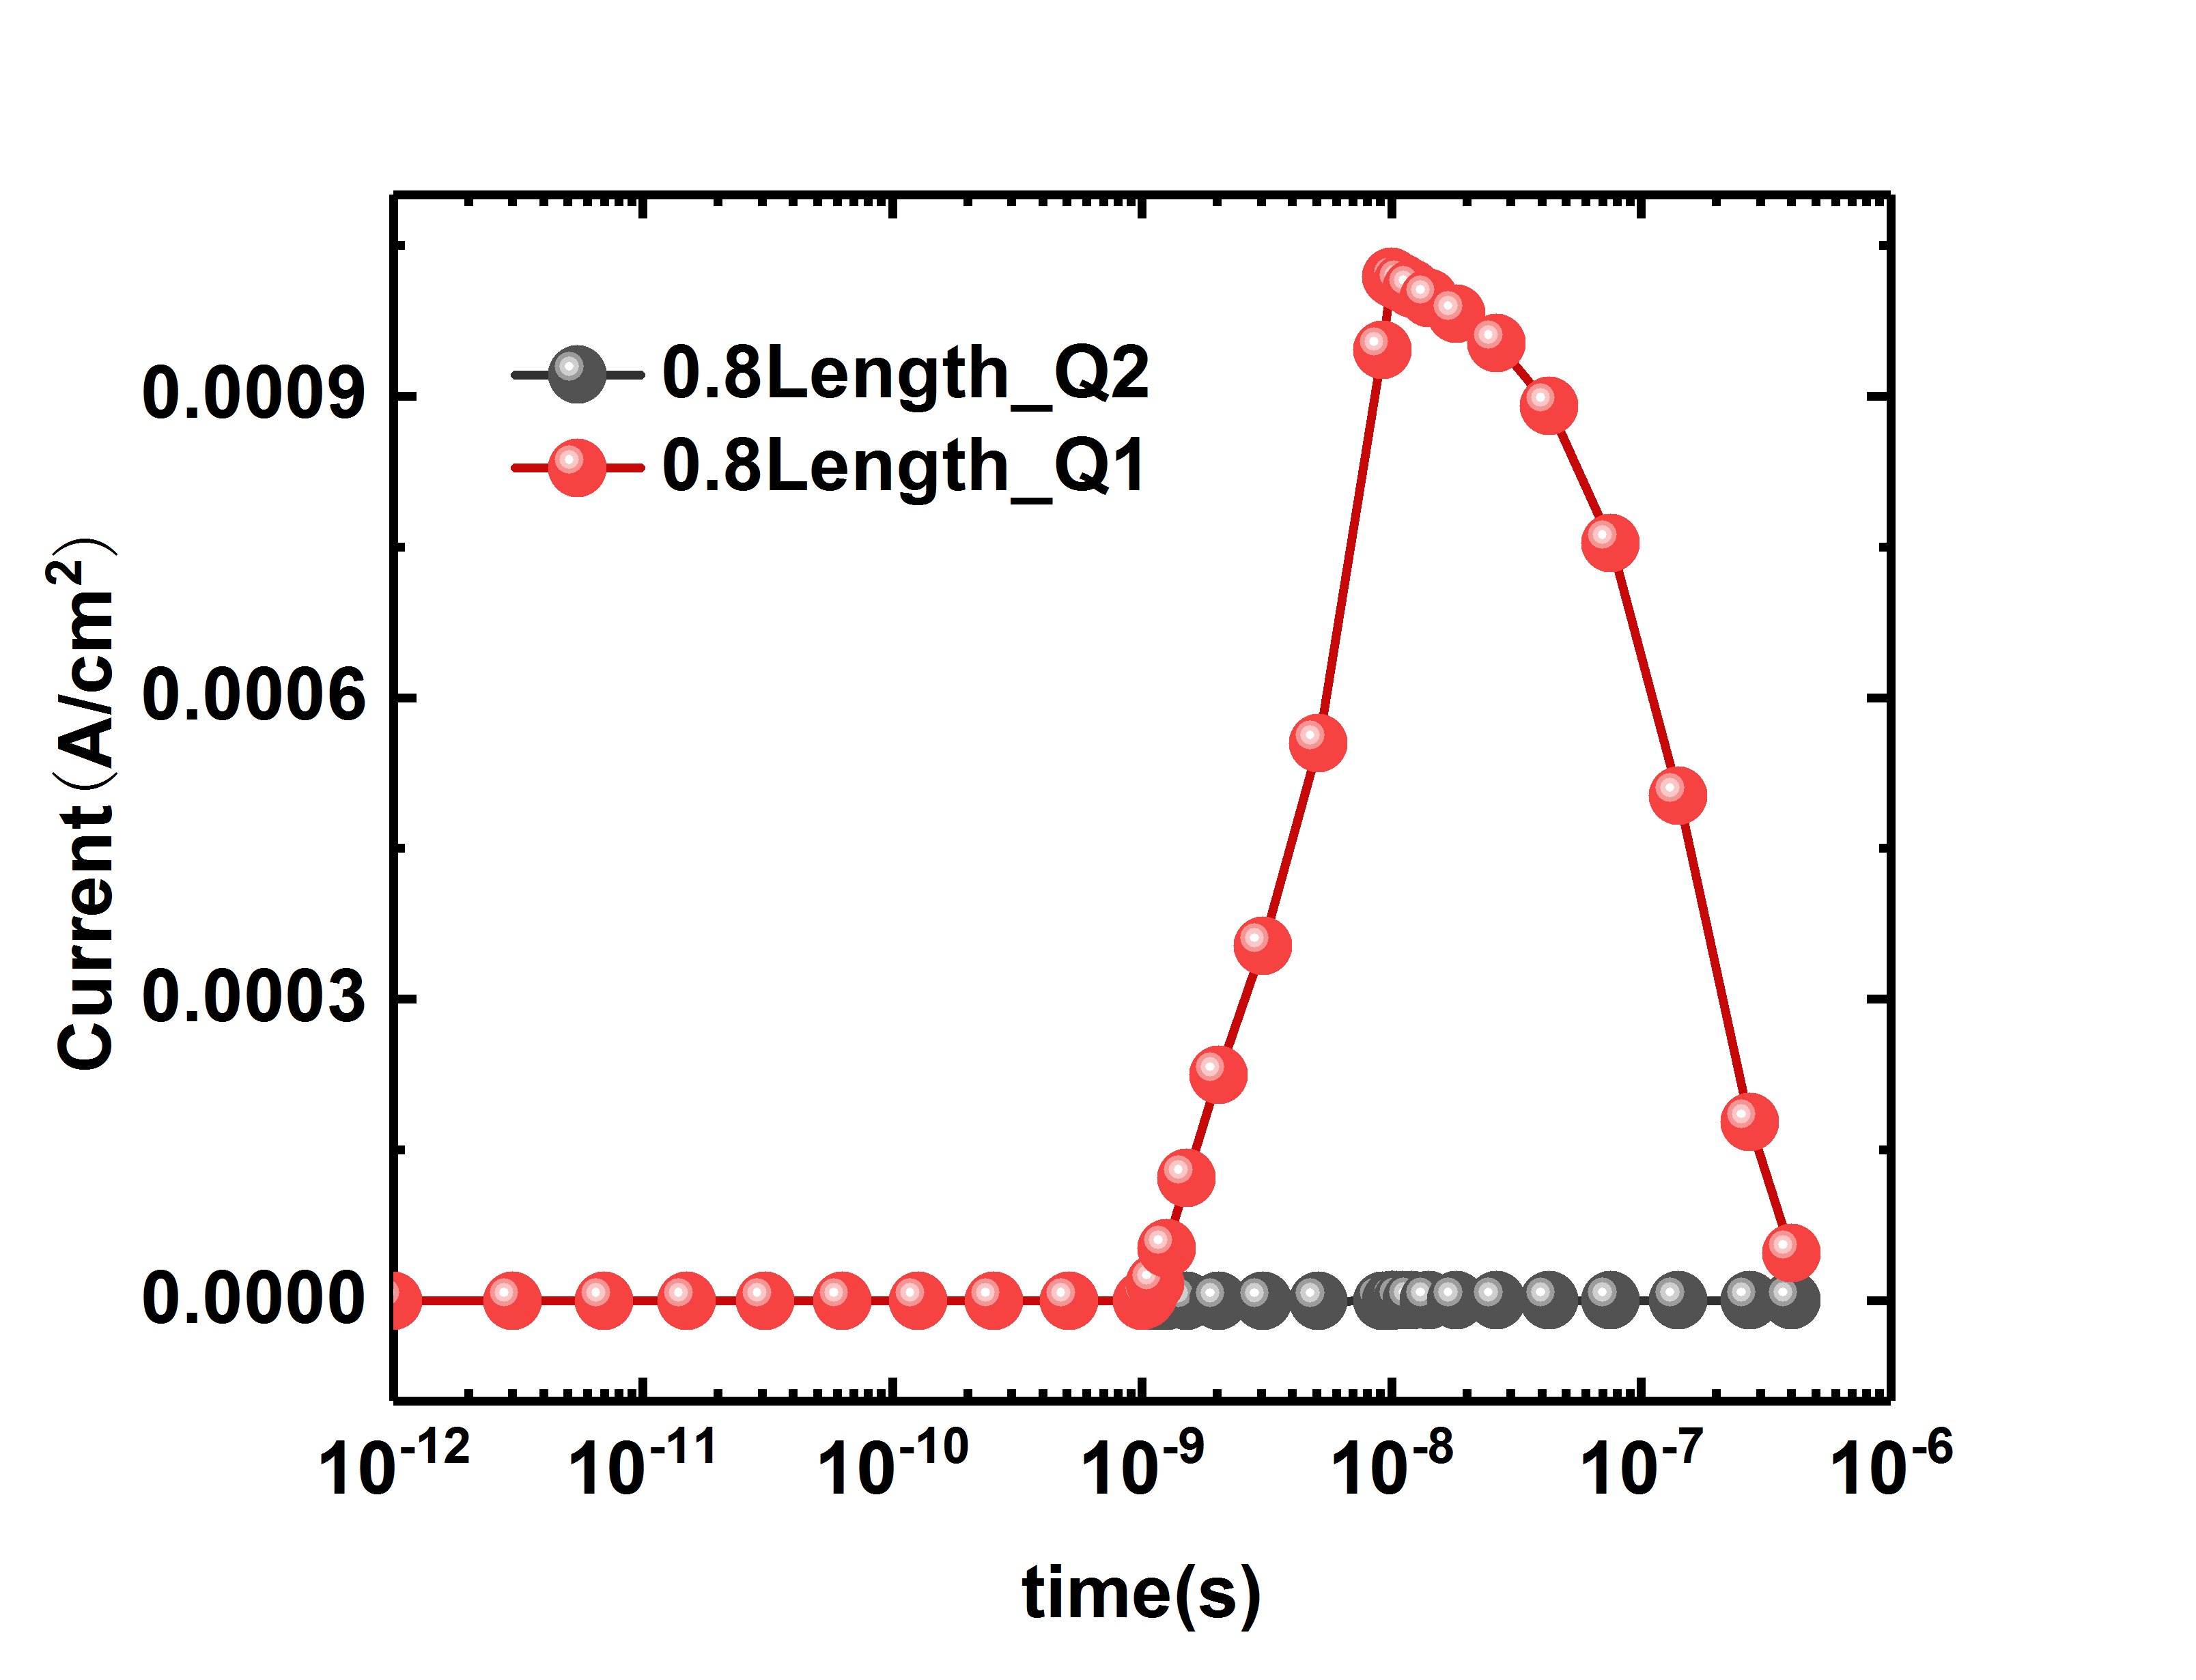 0.8Length_Q2
0.8Length_Q1
0.0009
0.0006
0.0003
0.0000
Current（A/cm²）
10⁻¹² 10⁻¹¹ 10⁻¹⁰ 10⁻⁹ 10⁻⁸ 10⁻⁷ 10⁻⁶
time(s)